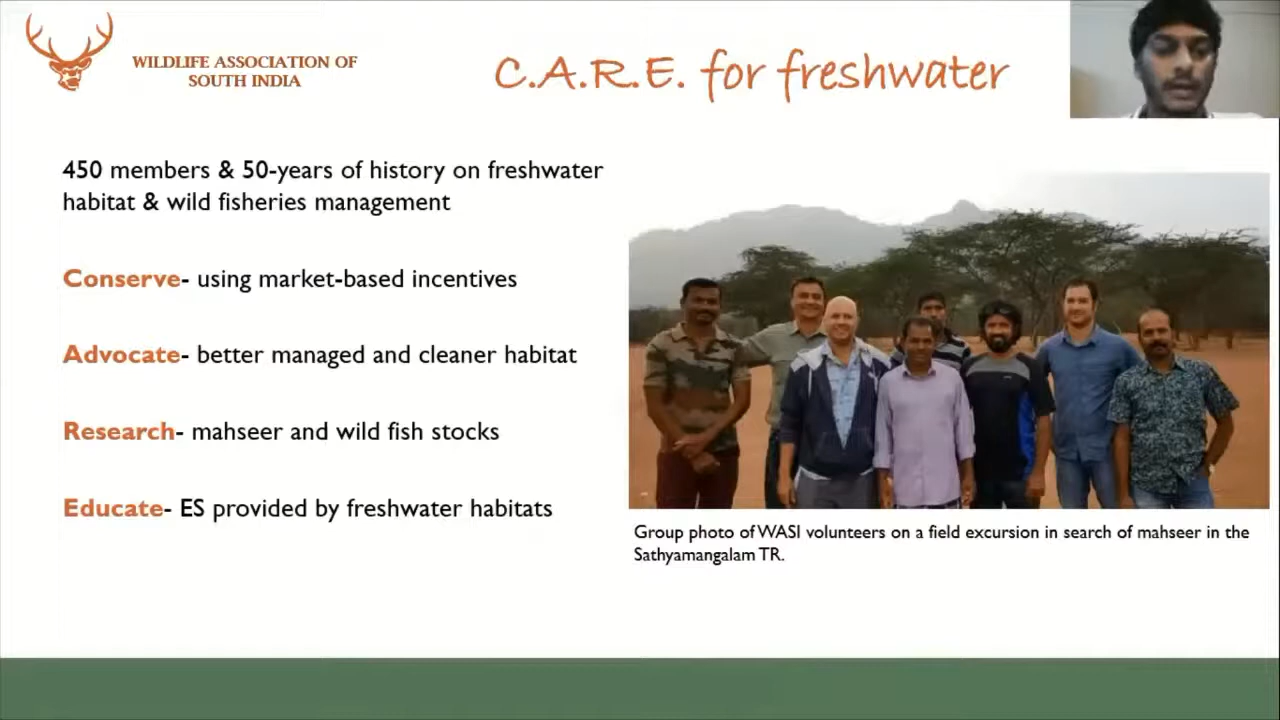 WILDLIFE ASSOCIATION OF
SOUTH INDIA
C.A.R.E. for freshwater
450 members & 50-years of history on freshwater
habitat & wild fisheries management
Conserve- using market-based incentives
Advocate- better managed and cleaner habitat
Research- mahseer and wild fish stocks
Educate- ES provided by freshwater habitats
Group photo of WASI volunteers on a field excursion in search of mahseer in the
Sathyamangalam TR.